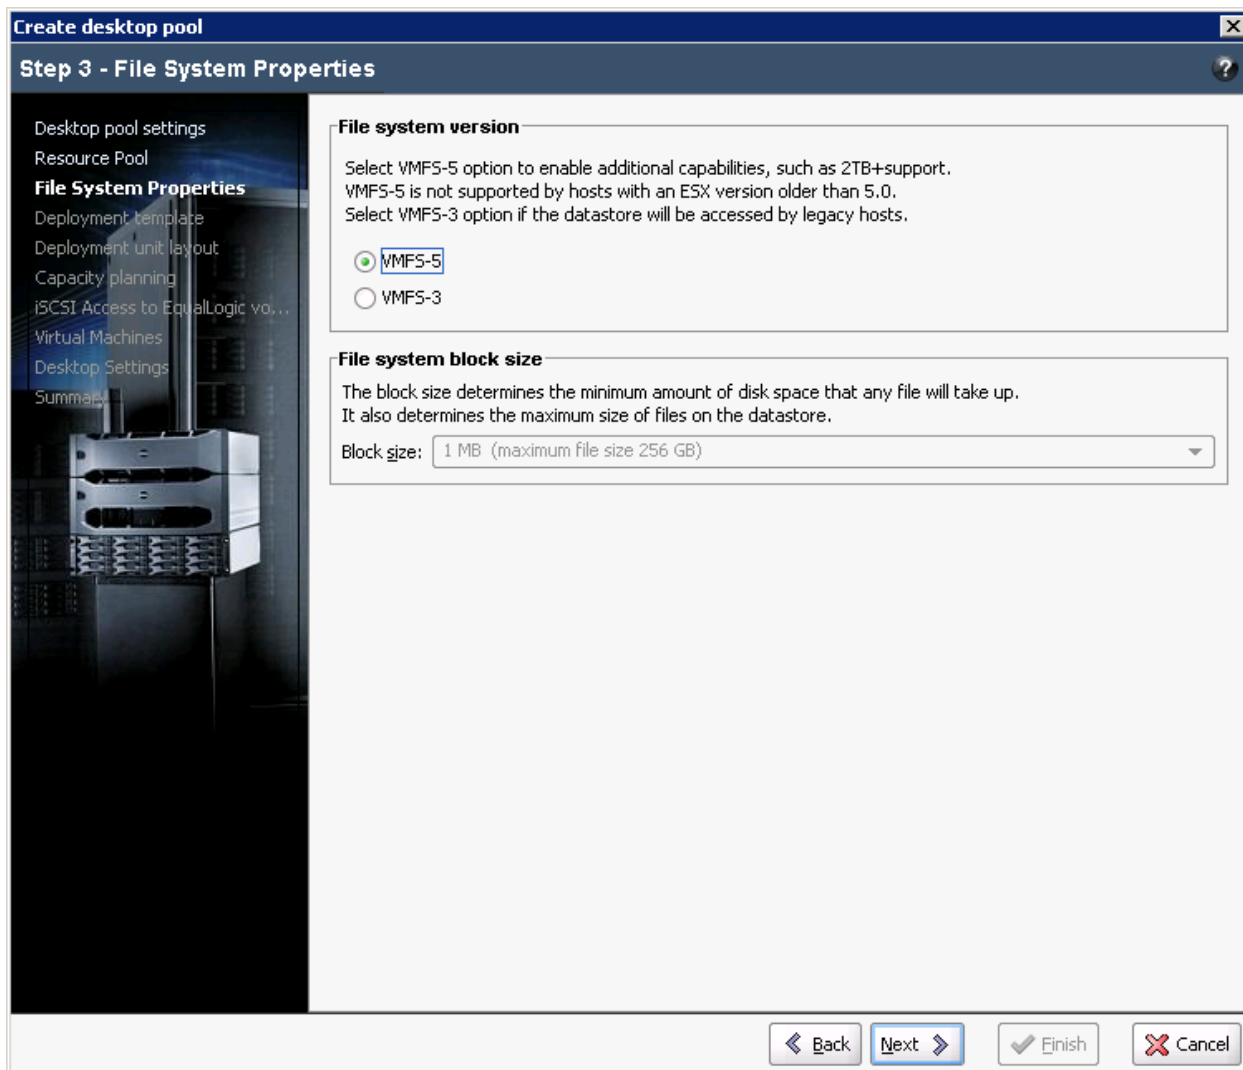 Create desktop pool
Step 3 - File System Properties
Desktop pool settings
Resource Pool
File System Properties
Deployment template
Deployment unit layout
Capacity planning
iSCSI Access to EqualLogic vo...
Virtual Machines
Desktop Settings
Summary
File system version
Select VMFS-5 option to enable additional capabilities, such as 2TB+support.
VMFS-5 is not supported by hosts with an ESX version older than 5.0.
Select VMFS-3 option if the datastore will be accessed by legacy hosts.
VMFS-5
VMFS-3
File system block size
The block size determines the minimum amount of disk space that any file will take up.
It also determines the maximum size of files on the datastore.
Block size: 1 MB (maximum file size 256 GB)
Back Next Finish Cancel